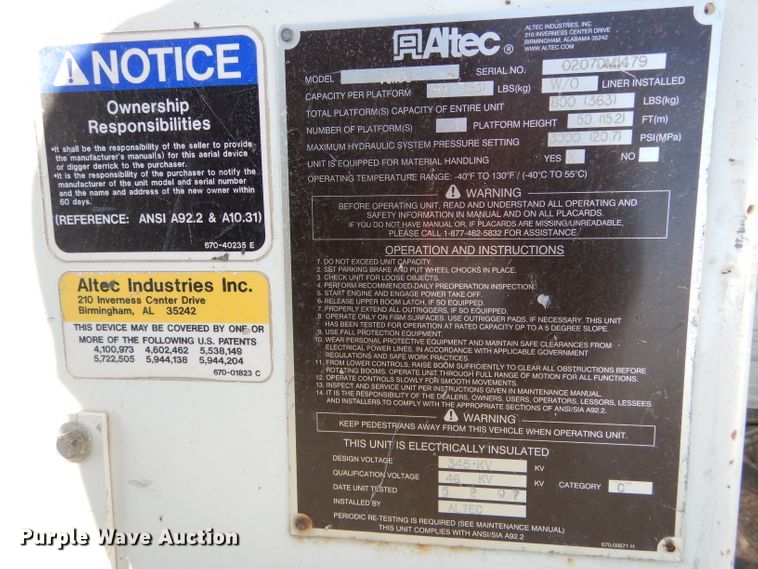 NOTICE
Ownership
Responsibilities
•It shall be the responsibility of the seller to provide
the manufacturer's manual(s) for this aerial device
or digger derrick to the purchaser.
•It is the responsibility of the purchaser to notify the
manufacturer of the unit model and serial number
and the name and address of the new owner within
60 days.
(REFERENCE: ANSI A92.2 & A10.31)
670-40235 E
Altec Industries Inc.
210 Inverness Center Drive
Birmingham, AL 35242
THIS DEVICE MAY BE COVERED BY ONE OR
MORE OF THE FOLLOWING U.S. PATENTS
4,100,973 4,602,462 5,538,149
5,722,505 5,944,138 5,944,204
670-01823 C
Altec ®
ALTEC INDUSTRIES, INC.
210 INVERNESS CENTER DRIVE
BIRMINGHAM, ALABAMA 35242
WWW.ALTEC.COM
MODEL SERIAL NO. 0207DM1479
CAPACITY PER PLATFORM LBS(kg) W/O LINER INSTALLED
TOTAL PLATFORM(S) CAPACITY OF ENTIRE UNIT 800 (363) LBS(kg)
NUMBER OF PLATFORM(S) PLATFORM HEIGHT 50 (15.2) FT(m)
MAXIMUM HYDRAULIC SYSTEM PRESSURE SETTING 3000 (20.7) PSI(MPa)
UNIT IS EQUIPPED FOR MATERIAL HANDLING YES NO
OPERATING TEMPERATURE RANGE: -40°F TO 130°F / (-40°C TO 55°C)
WARNING
BEFORE OPERATING UNIT, READ AND UNDERSTAND ALL OPERATING AND
SAFETY INFORMATION IN MANUAL AND ON ALL PLACARDS.
IF YOU DO NOT HAVE MANUAL, OR IF PLACARDS ARE MISSING/UNREADABLE,
PLEASE CALL 1-877-462-5832 FOR ASSISTANCE.
OPERATION AND INSTRUCTIONS
1. DO NOT EXCEED UNIT CAPACITY.
2. SET PARKING BRAKE AND PUT WHEEL CHOCKS IN PLACE.
3. CHECK UNIT FOR LOOSE OBJECTS.
4. PERFORM RECOMMENDED DAILY PREOPERATION INSPECTION.
5. START ENGINE AND ENGAGE POWER TAKE OFF.
6. RELEASE UPPER BOOM LATCH, IF SO EQUIPPED.
7. PROPERLY EXTEND ALL OUTRIGGERS, IF SO EQUIPPED.
8. OPERATE ONLY ON FIRM SURFACES. USE OUTRIGGER PADS, IF NECESSARY. THIS UNIT
HAS BEEN TESTED FOR OPERATION AT RATED CAPACITY UP TO A 5 DEGREE SLOPE.
9. USE FALL PROTECTION EQUIPMENT.
10. WEAR PERSONAL PROTECTIVE EQUIPMENT AND MAINTAIN SAFE CLEARANCES FROM
ELECTRICAL POWER LINES, IN ACCORDANCE WITH APPLICABLE GOVERNMENT
REGULATIONS AND SAFE WORK PRACTICES.
11. FROM LOWER CONTROLS, RAISE BOOM SUFFICIENTLY TO CLEAR ALL OBSTRUCTIONS BEFORE
ROTATING BOOMS. OPERATE UNIT THROUGH FULL RANGE OF MOTION FOR ALL FUNCTIONS.
12. OPERATE CONTROLS SLOWLY FOR SMOOTH MOVEMENTS.
13. INSPECT AND SERVICE UNIT PER INSTRUCTIONS GIVEN IN MAINTENANCE MANUAL.
14. IT IS THE RESPONSIBILITY OF THE DEALERS, OWNERS, USERS, OPERATORS, LESSORS, LESSEES
AND INSTALLERS TO COMPLY WITH THE APPROPRIATE SECTIONS OF ANSI/SIA A92.2.
WARNING
KEEP PEDESTRIANS AWAY FROM THIS VEHICLE WHEN OPERATING UNIT.
THIS UNIT IS ELECTRICALLY INSULATED
DESIGN VOLTAGE KV KV
QUALIFICATION VOLTAGE 46 KV KV CATEGORY C
DATE UNIT TESTED 5 2 07
INSTALLED BY ALTEC
PERIODIC RE-TESTING IS REQUIRED (SEE MAINTENANCE MANUAL)
THIS UNIT COMPLIES WITH ANSI/SIA A92.2
670-00671 H
Purple Wave Auction